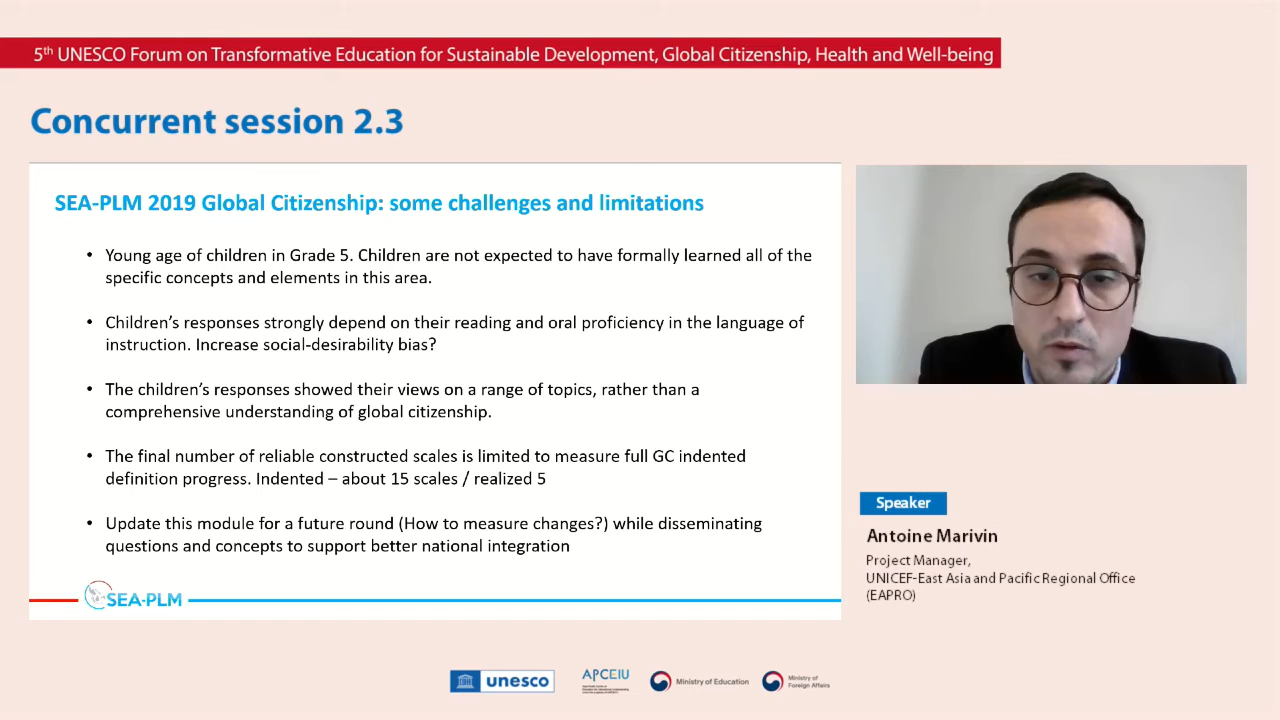 5th UNESCO Forum on Transformative Education for Sustainable Development, Global Citizenship, Health and Well-being
Concurrent session 2.3
SEA-PLM 2019 Global Citizenship: some challenges and limitations
• Young age of children in Grade 5. Children are not expected to have formally learned all of the
specific concepts and elements in this area.
• Children's responses strongly depend on their reading and oral proficiency in the language of
instruction. Increase social-desirability bias?
• The children's responses showed their views on a range of topics, rather than a
comprehensive understanding of global citizenship.
• The final number of reliable constructed scales is limited to measure full GC indented
definition progress. Indented – about 15 scales / realized 5
• Update this module for a future round (How to measure changes?) while disseminating
questions and concepts to support better national integration
SEA-PLM
Speaker
Antoine Marivin
Project Manager,
UNICEF-East Asia and Pacific Regional Office
(EAPRO)
unesco
APCEIU
Ministry of Education
Ministry of
Foreign Affairs